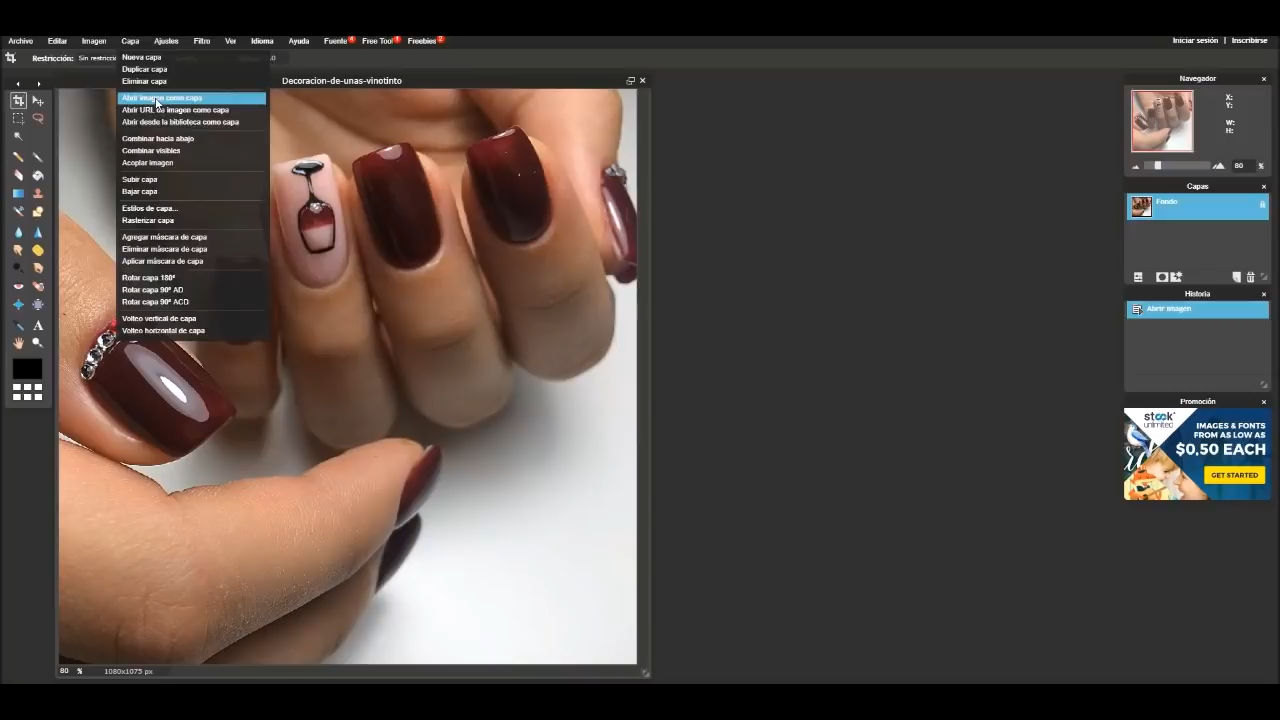 Archivo Editar Imagen Capa Ajustes Filtro Ver Idioma Ayuda Fuente 4 Free Tool 1 Freebies 2 Iniciar sesión | Inscribirse
Restricción: Sin restricci
Nueva capa
Duplicar capa
Eliminar capa
Abrir imagen como capa
Abrir URL de imagen como capa
Abrir desde la biblioteca como capa
Combinar hacia abajo
Combinar visibles
Acoplar imagen
Subir capa
Bajar capa
Estilos de capa...
Rasterizar capa
Agregar máscara de capa
Eliminar máscara de capa
Aplicar máscara de capa
Rotar capa 180º
Rotar capa 90º AD
Rotar capa 90º ACD
Volteo vertical de capa
Volteo horizontal de capa
Decoracion-de-unas-vinotinto
80 % 1080x1075 px
Navegador
X:
Y:
W:
H:
80 %
Capas
Fondo
Historia
Abrir imagen
Promoción
stock
unlimited
IMAGES & FONTS
FROM AS LOW AS
$0.50 EACH
GET STARTED